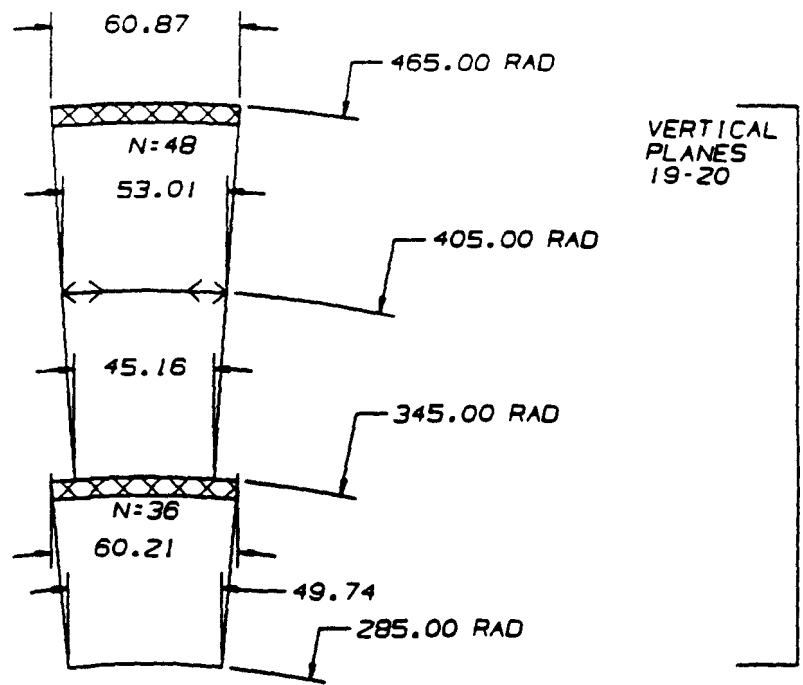 60.87
465.00 RAD
VERTICAL
PLANES
19-20
N=48
53.01
405.00 RAD
45.16
345.00 RAD
N=36
60.21
49.74
285.00 RAD